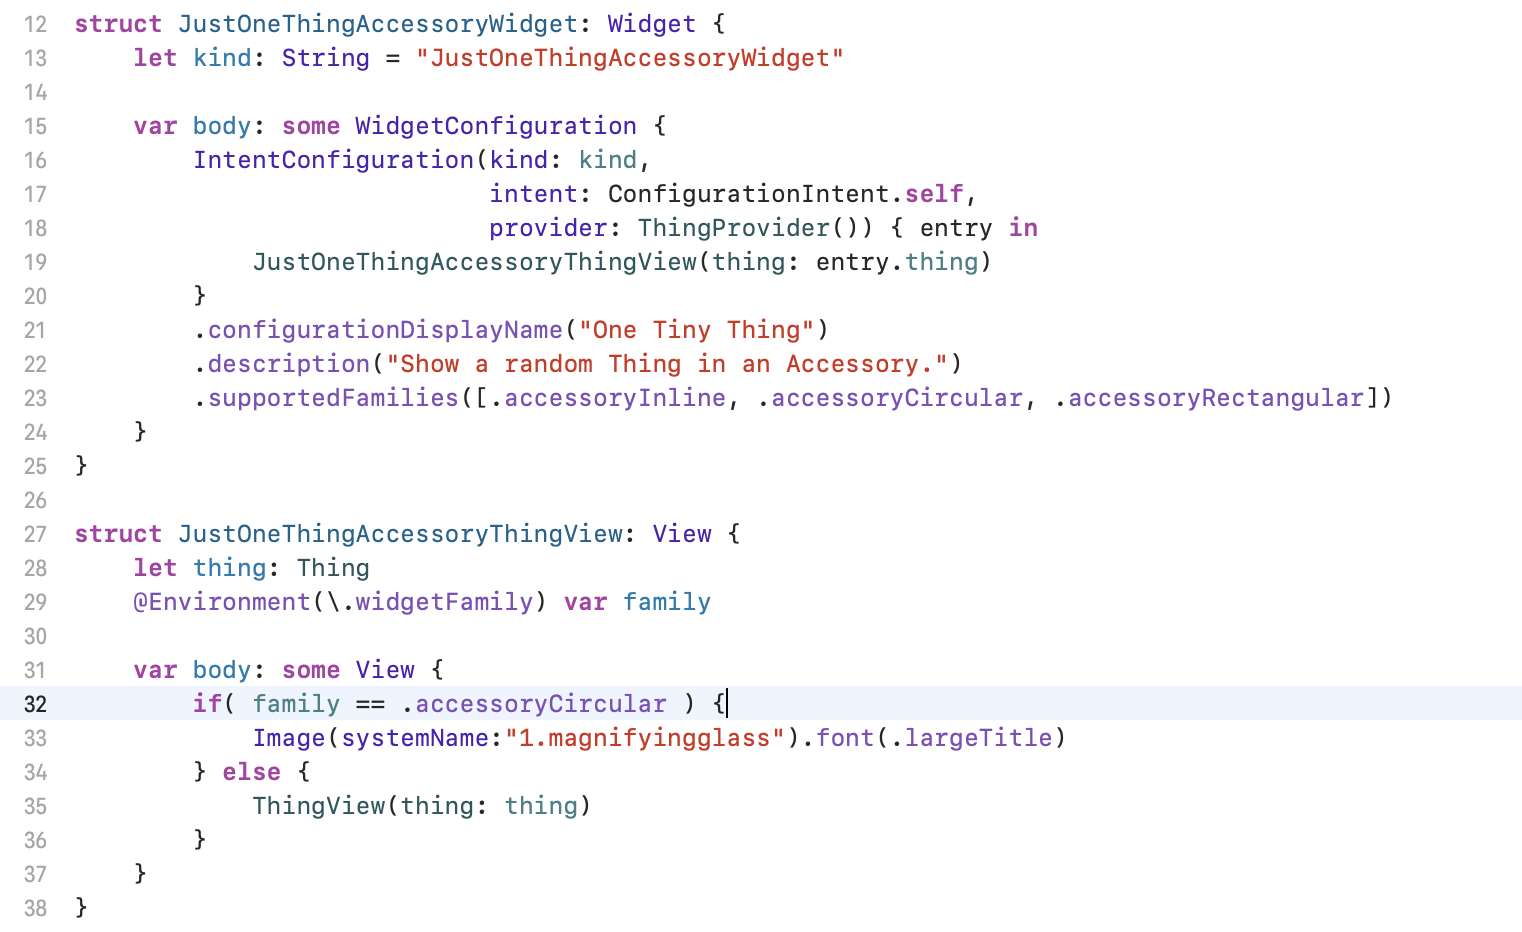 12 struct JustOneThingAccessoryWidget: Widget {
13     let kind: String = "JustOneThingAccessoryWidget"
14
15     var body: some WidgetConfiguration {
16         IntentConfiguration(kind: kind,
17                             intent: ConfigurationIntent.self,
18                             provider: ThingProvider()) { entry in
19             JustOneThingAccessoryThingView(thing: entry.thing)
20         }
21         .configurationDisplayName("One Tiny Thing")
22         .description("Show a random Thing in an Accessory.")
23         .supportedFamilies([.accessoryInline, .accessoryCircular, .accessoryRectangular])
24     }
25 }
26
27 struct JustOneThingAccessoryThingView: View {
28     let thing: Thing
29     @Environment(\.widgetFamily) var family
30
31     var body: some View {
32         if( family == .accessoryCircular ) {
33             Image(systemName:"1.magnifyingglass").font(.largeTitle)
34         } else {
35             ThingView(thing: thing)
36         }
37     }
38 }